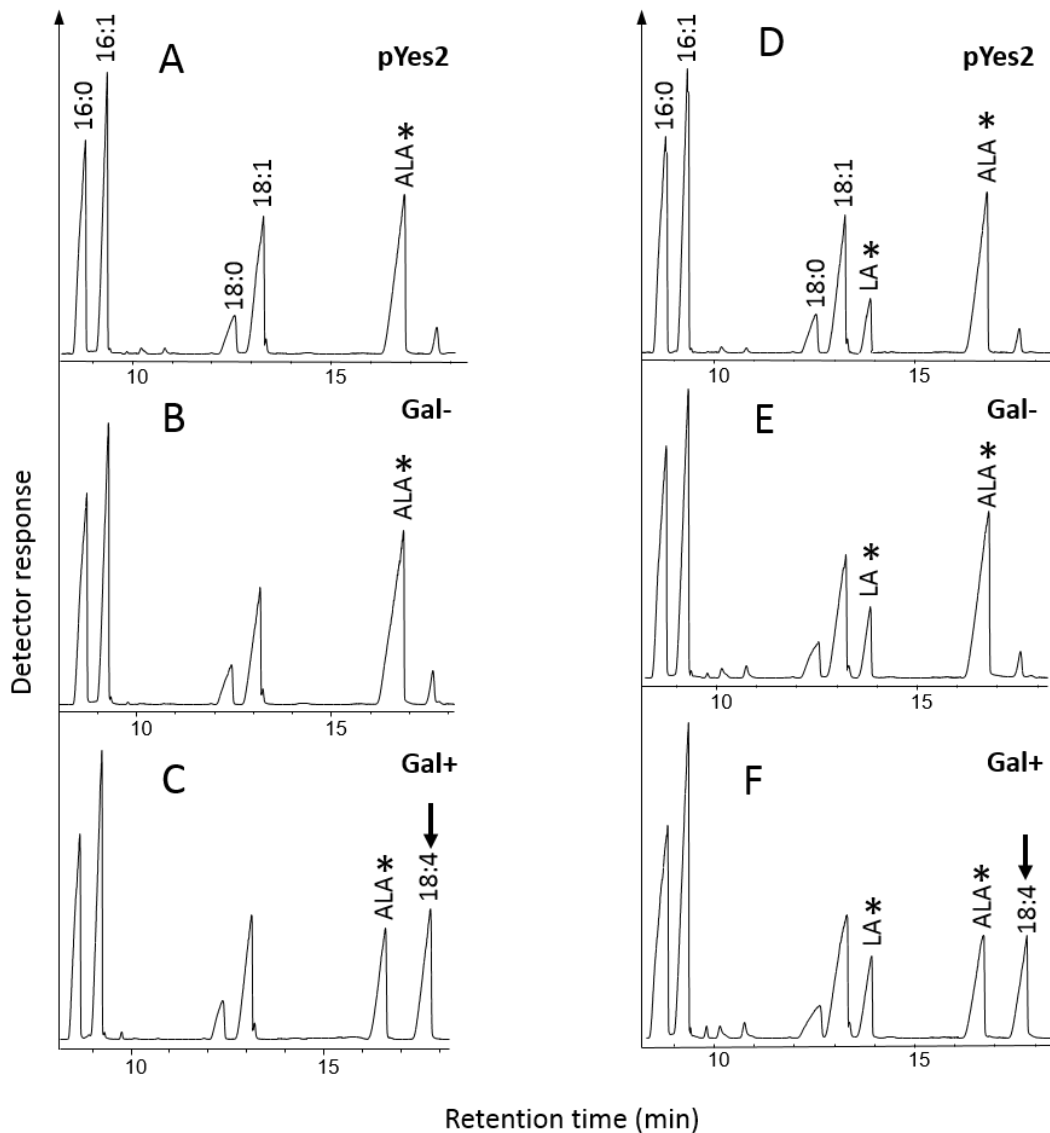 A
pYes2
16:0
16:1
18:0
18:1
ALA*
10
15
D
pYes2
16:0
16:1
18:0
18:1
LA*
ALA*
10
15
B
Gal-
ALA*
10
15
E
Gal-
LA*
ALA*
10
15
C
Gal+
ALA*
18:4
10
15
F
Gal+
LA*
ALA*
18:4
10
15
Detector response
Retention time (min)